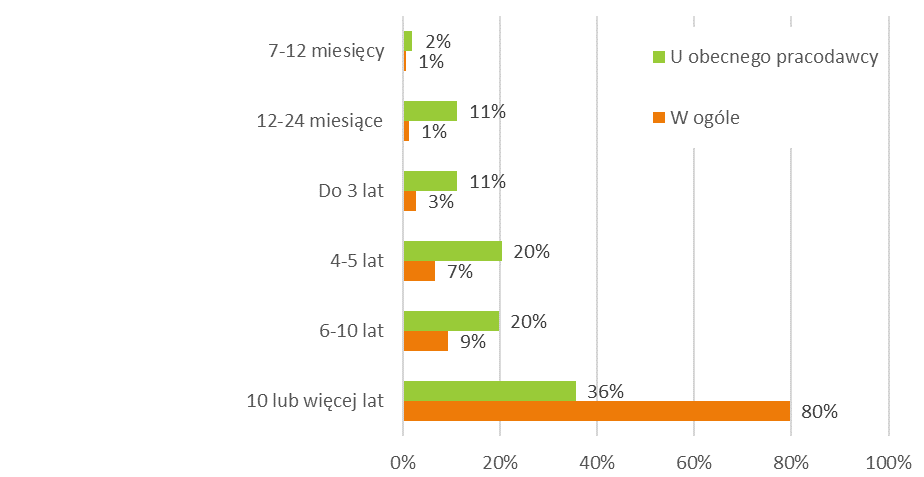 7-12 miesięcy
2%
1%
U obecnego pracodawcy
12-24 miesiące
11%
1%
W ogóle
Do 3 lat
11%
3%
4-5 lat
20%
7%
6-10 lat
20%
9%
10 lub więcej lat
36%
80%
0% 20% 40% 60% 80% 100%